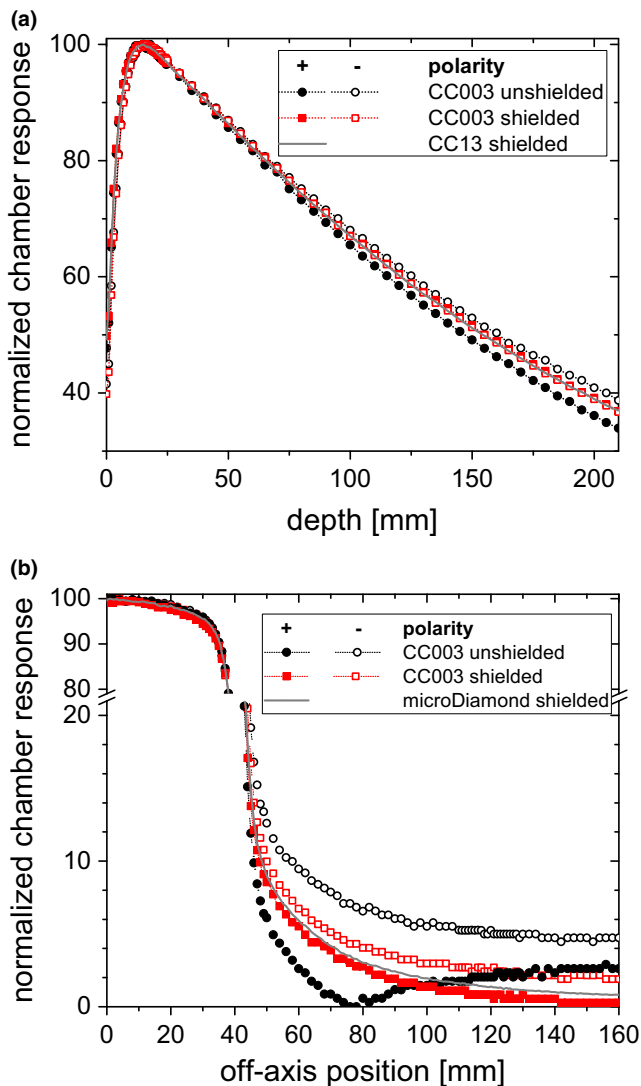 (a)
100
80
60
40
normalized chamber response
+ - polarity
CC003 unshielded
CC003 shielded
CC13 shielded
0 50 100 150 200
depth [mm]
(b)
100
90
80
20
10
0
normalized chamber response
+ - polarity
CC003 unshielded
CC003 shielded
microDiamond shielded
0 20 40 60 80 100 120 140 160
off-axis position [mm]